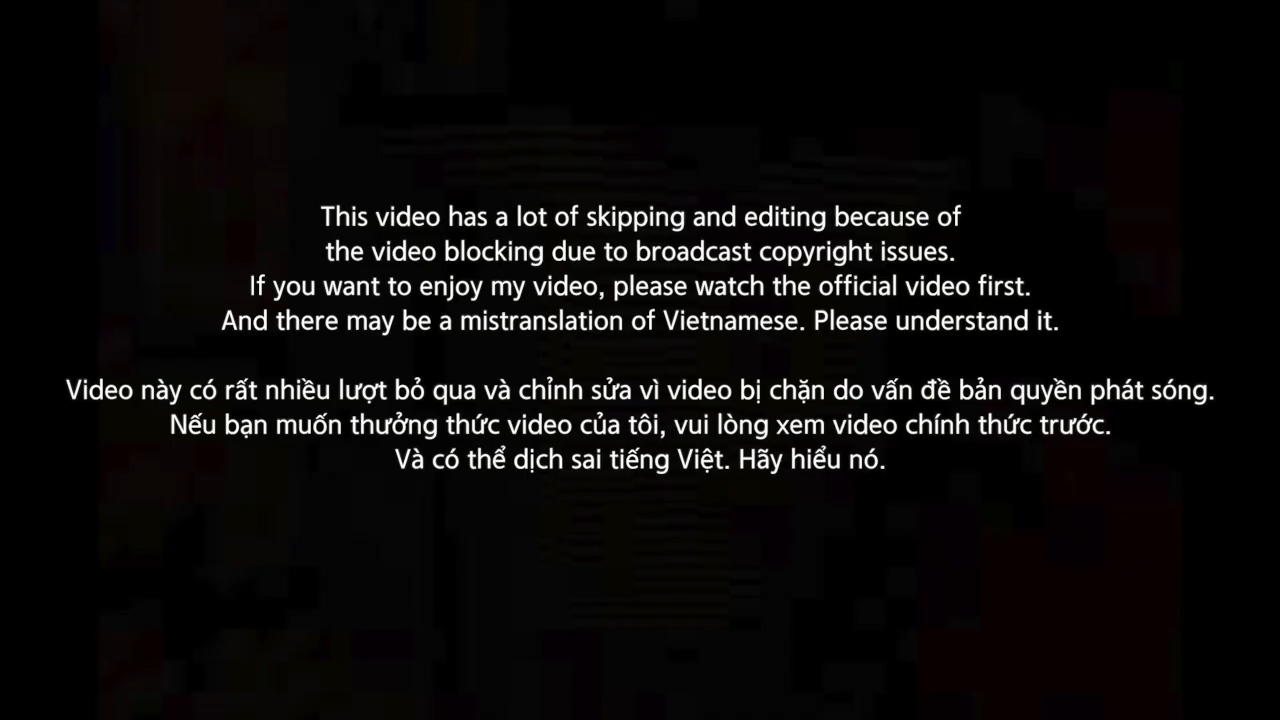 This video has a lot of skipping and editing because of
the video blocking due to broadcast copyright issues.
If you want to enjoy my video, please watch the official video first.
And there may be a mistranslation of Vietnamese. Please understand it.
Video này có rất nhiều lượt bỏ qua và chỉnh sửa vì video bị chặn do vấn đề bản quyền phát sóng.
Nếu bạn muốn thưởng thức video của tôi, vui lòng xem video chính thức trước.
Và có thể dịch sai tiếng Việt. Hãy hiểu nó.